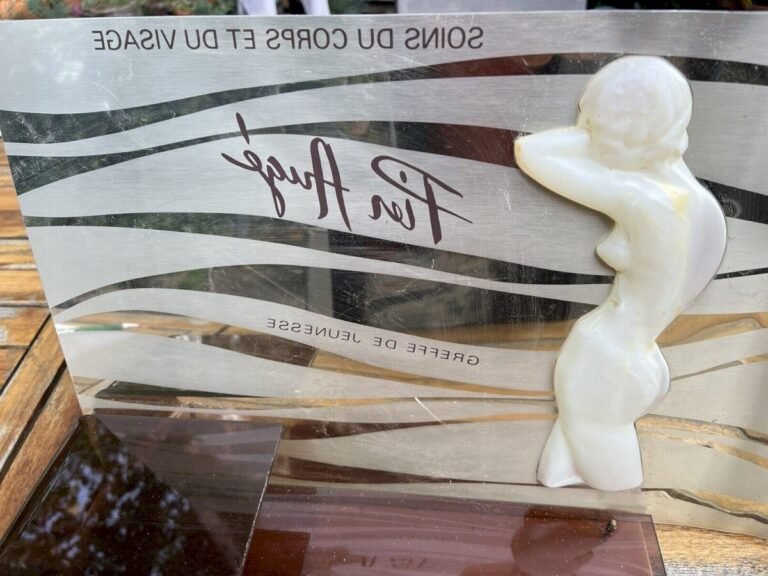 SOINS DU CORPS ET DU VISAGE
Pier Augé
GREFFE DE JEUNESSE